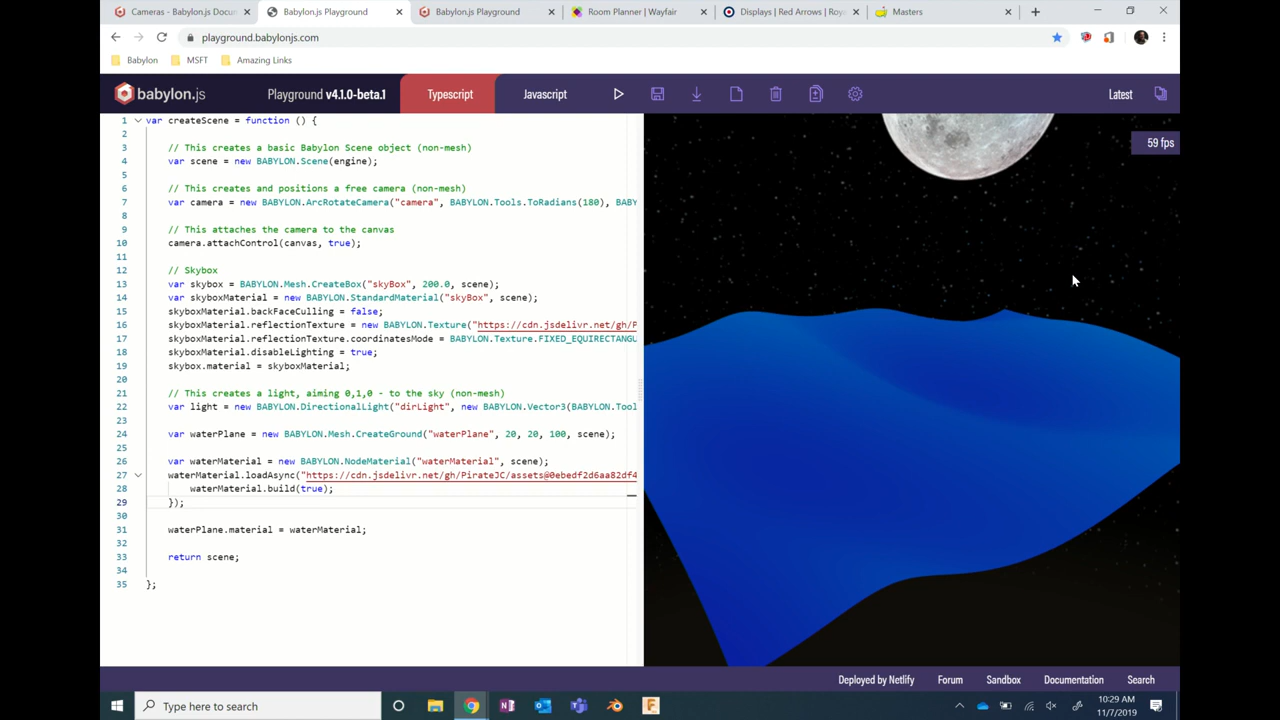 Cameras - Babylon.js Docum
Babylon.js Playground
Babylon.js Playground
Room Planner | Wayfair
Displays | Red Arrows | Roy
Masters
playground.babylonjs.com
Babylon
MSFT
Amazing Links
babylon.js
Playground v4.1.0-beta.1
Typescript
Javascript
Latest
59 fps
1 var createScene = function () {
2
3 // This creates a basic Babylon Scene object (non-mesh)
4 var scene = new BABYLON.Scene(engine);
5
6 // This creates and positions a free camera (non-mesh)
7 var camera = new BABYLON.ArcRotateCamera("camera", BABYLON.Tools.ToRadians(180), BABY
8
9 // This attaches the camera to the canvas
10 camera.attachControl(canvas, true);
11
12 // Skybox
13 var skybox = BABYLON.Mesh.CreateBox("skyBox", 200.0, scene);
14 var skyboxMaterial = new BABYLON.StandardMaterial("skyBox", scene);
15 skyboxMaterial.backFaceCulling = false;
16 skyboxMaterial.reflectionTexture = new BABYLON.Texture("https://cdn.jsdelivr.net/gh/P
17 skyboxMaterial.reflectionTexture.coordinatesMode = BABYLON.Texture.FIXED_EQUIRECTANGU
18 skyboxMaterial.disableLighting = true;
19 skybox.material = skyboxMaterial;
20
21 // This creates a light, aiming 0,1,0 - to the sky (non-mesh)
22 var light = new BABYLON.DirectionalLight("dirLight", new BABYLON.Vector3(BABYLON.Tool
23
24 var waterPlane = new BABYLON.Mesh.CreateGround("waterPlane", 20, 20, 100, scene);
25
26 var waterMaterial = new BABYLON.NodeMaterial("waterMaterial", scene);
27 waterMaterial.loadAsync("https://cdn.jsdelivr.net/gh/PirateJC/assets@0ebedf2d6aa82df4
28 waterMaterial.build(true);
29 });
30
31 waterPlane.material = waterMaterial;
32
33 return scene;
34
35 };
Deployed by Netlify
Forum
Sandbox
Documentation
Search
Type here to search
10:29 AM
11/7/2019